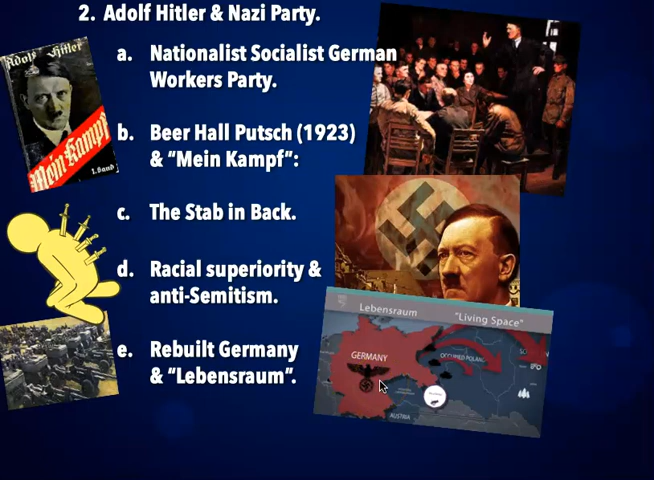 2. Adolf Hitler & Nazi Party.
a. Nationalist Socialist German
Workers Party.
b. Beer Hall Putsch (1923)
& “Mein Kampf”:
c. The Stab in Back.
d. Racial superiority &
anti-Semitism.
e. Rebuilt Germany
& “Lebensraum”.
Adolf Hitler
Mein Kampf
1. Band
Lebensraum "Living Space"
GERMANY
OCCUPIED POLAND
AUSTRIA